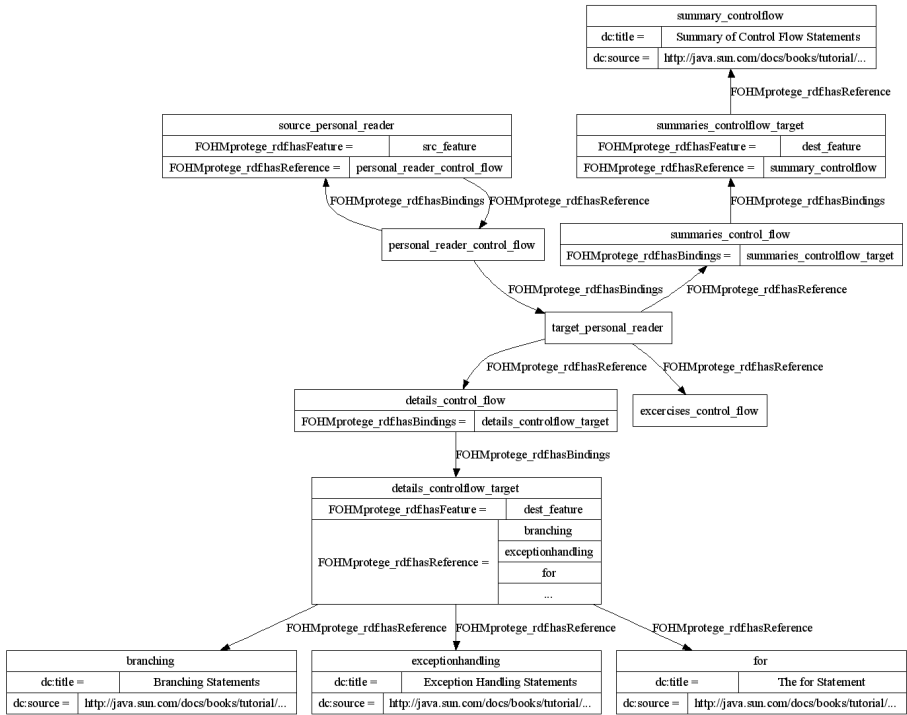 summary_controlflow
dc:title = Summary of Control Flow Statements
dc:source = http://java.sun.com/docs/books/tutorial/...
FOHMprotege_rdf:hasReference
source_personal_reader
FOHMprotege_rdf:hasFeature = src_feature
FOHMprotege_rdf:hasReference = personal_reader_control_flow
summaries_controlflow_target
FOHMprotege_rdf:hasFeature = dest_feature
FOHMprotege_rdf:hasReference = summary_controlflow
FOHMprotege_rdf:hasBindings
FOHMprotege_rdf:hasReference
FOHMprotege_rdf:hasBindings
personal_reader_control_flow
summaries_control_flow
FOHMprotege_rdf:hasBindings = summaries_controlflow_target
FOHMprotege_rdf:hasBindings
FOHMprotege_rdf:hasReference
target_personal_reader
FOHMprotege_rdf:hasReference
FOHMprotege_rdf:hasReference
details_control_flow
FOHMprotege_rdf:hasBindings = details_controlflow_target
excercises_control_flow
FOHMprotege_rdf:hasBindings
details_controlflow_target
FOHMprotege_rdf:hasFeature = dest_feature
FOHMprotege_rdf:hasReference =
branching
exceptionhandling
for
...
FOHMprotege_rdf:hasReference
FOHMprotege_rdf:hasReference
FOHMprotege_rdf:hasReference
branching
dc:title = Branching Statements
dc:source = http://java.sun.com/docs/books/tutorial/...
exceptionhandling
dc:title = Exception Handling Statements
dc:source = http://java.sun.com/docs/books/tutorial/...
for
dc:title = The for Statement
dc:source = http://java.sun.com/docs/books/tutorial/...